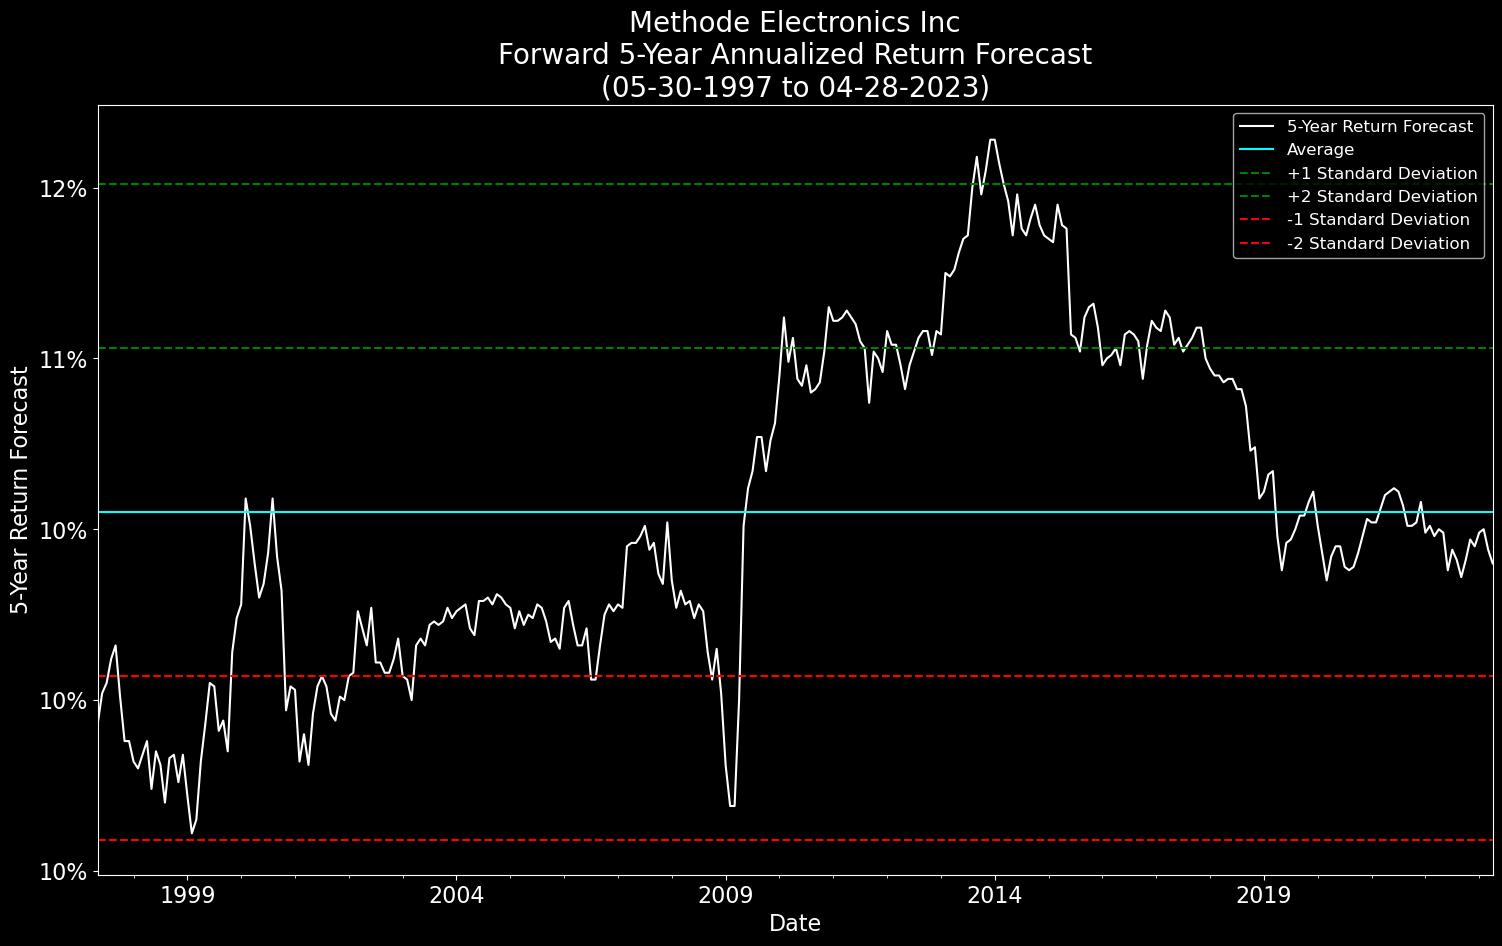 Methode Electronics Inc
Forward 5-Year Annualized Return Forecast
(05-30-1997 to 04-28-2023)
5-Year Return Forecast
Average
+1 Standard Deviation
+2 Standard Deviation
-1 Standard Deviation
-2 Standard Deviation
12%
11%
10%
10%
10%
5-Year Return Forecast
1999
2004
2009
2014
2019
Date